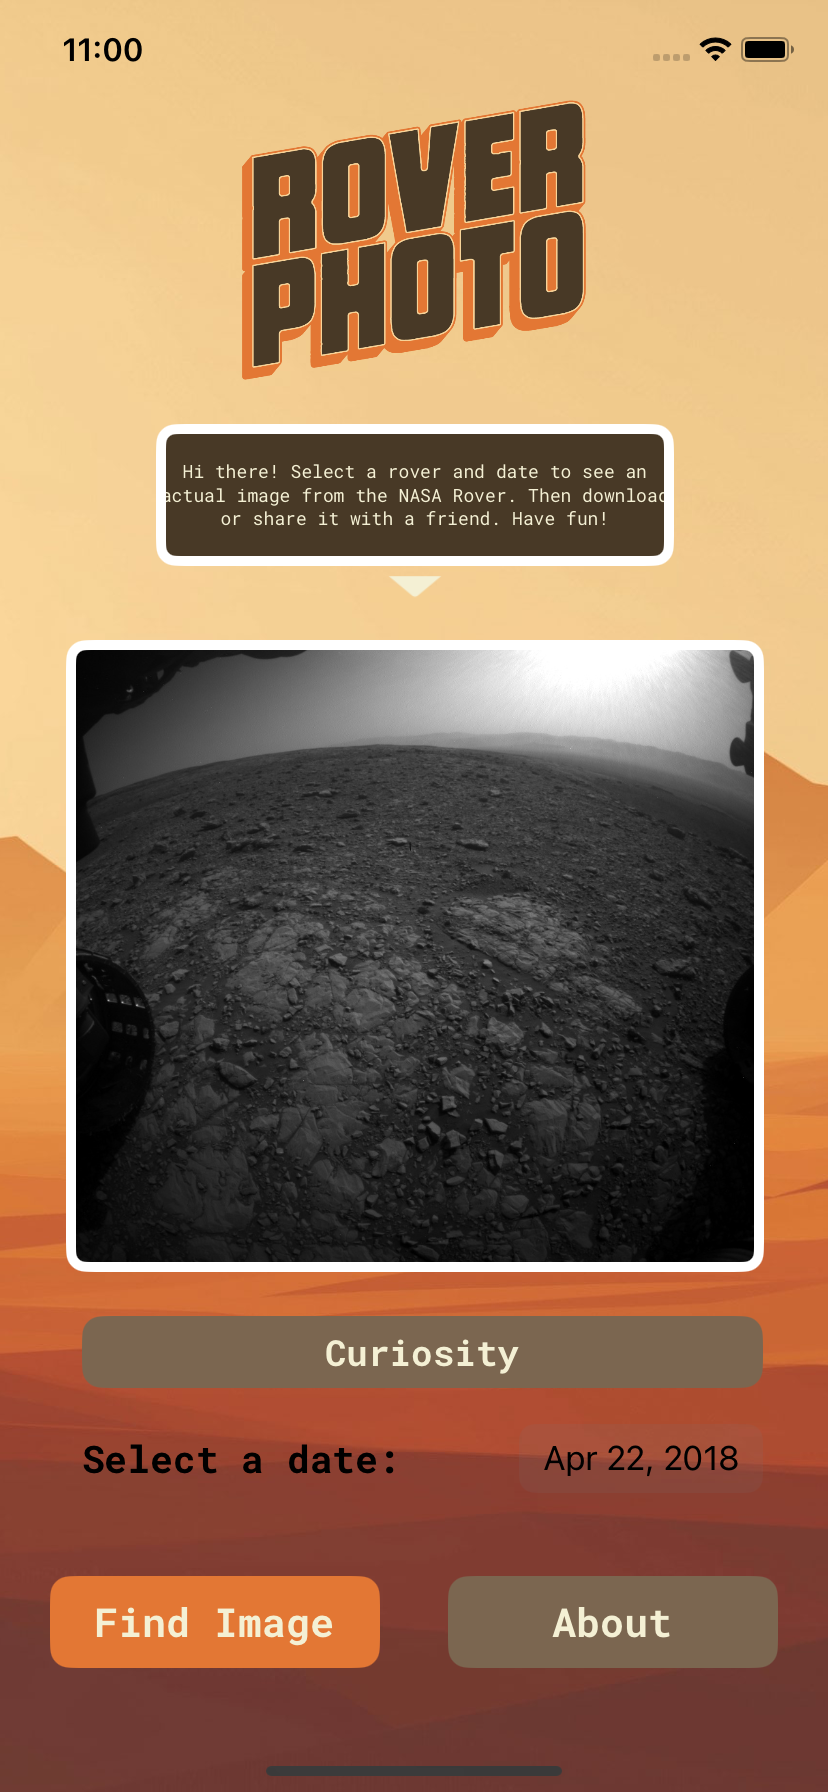 11:00
ROVER
PHOTO
Hi there! Select a rover and date to see an
actual image from the NASA Rover. Then download
or share it with a friend. Have fun!
Curiosity
Select a date:
Apr 22, 2018
Find Image
About